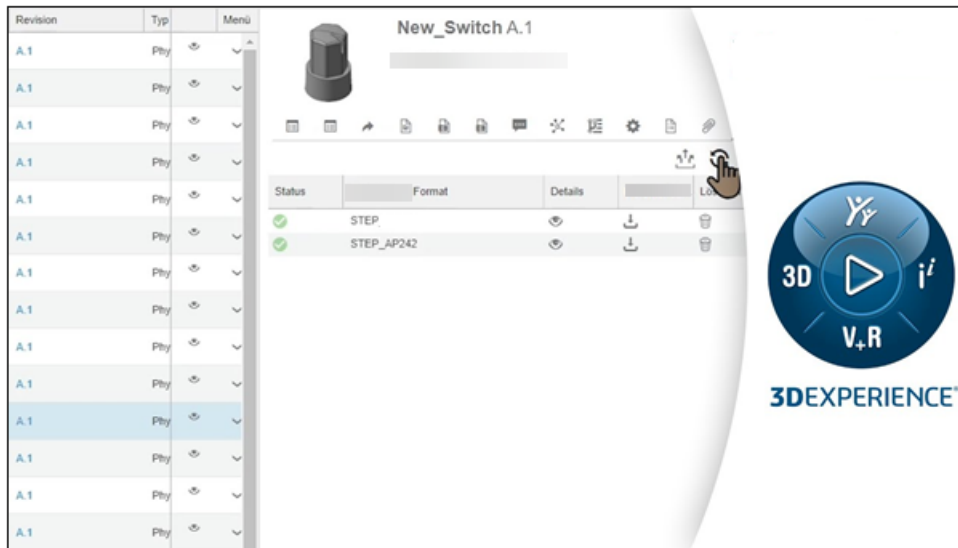 Revision Typ Menü
A.1 Phy
A.1 Phy
A.1 Phy
A.1 Phy
A.1 Phy
A.1 Phy
A.1 Phy
A.1 Phy
A.1 Phy
A.1 Phy
A.1 Phy
A.1 Phy
A.1 Phy
A.1 Phy
New_Switch A.1
Status Format Details
STEP
STEP_AP242
3D
i
V+R
3DEXPERIENCE®